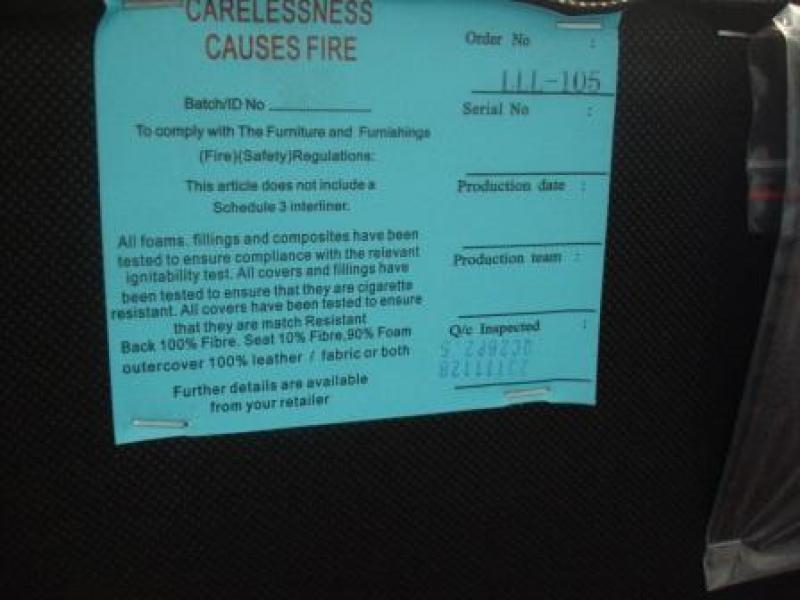 CARELESSNESS
CAUSES FIRE
Batch/ID No
To comply with The Furniture and Furnishings
(Fire)(Safety)Regulations:
This article does not include a
Schedule 3 interliner.
All foams. fillings and composites have been
tested to ensure compliance with the relevant
ignitability test. All covers and fillings have
been tested to ensure that they are cigarette
resistant. All covers have been tested to ensure
that they are match Resistant
Back 100% Fibre. Seat 10% Fibre,90% Foam
outercover 100% leather / fabric or both
Further details are available
from your retailer
Order No :
LLL-105
Serial No :
Production date :
Production team :
Q/c Inspected :